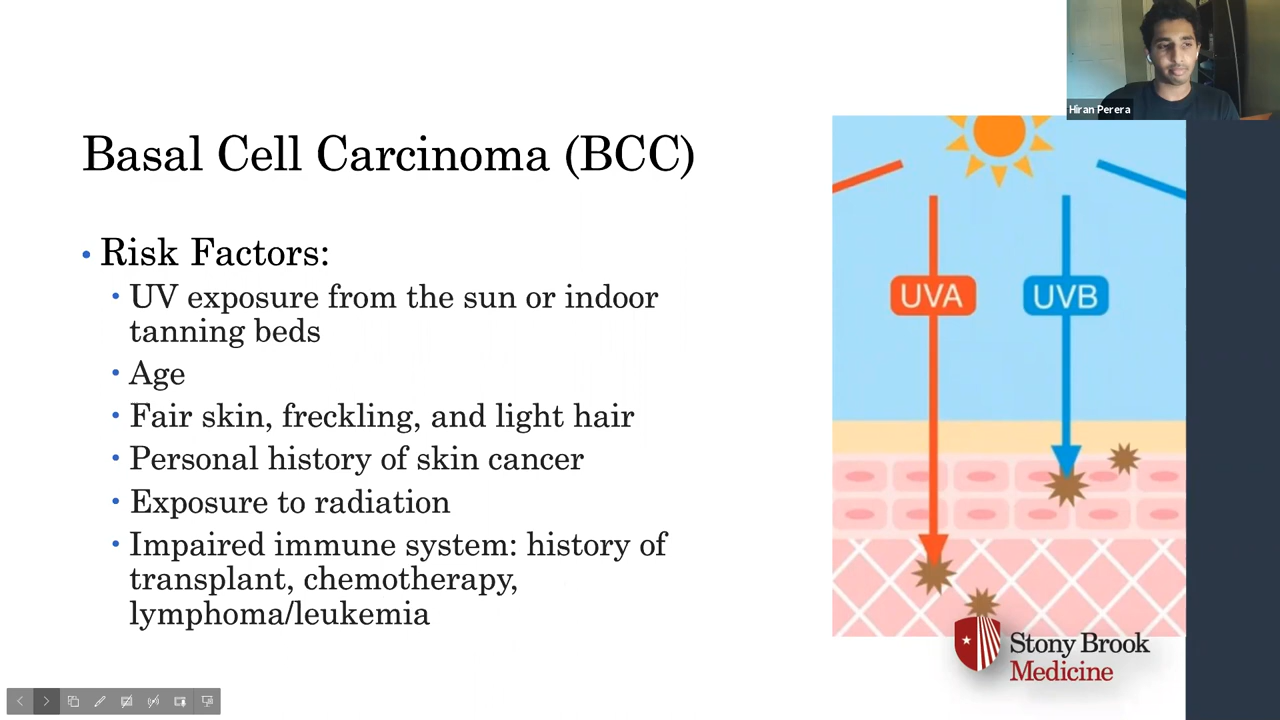 Hiran Perera
Basal Cell Carcinoma (BCC)
• Risk Factors:
• UV exposure from the sun or indoor
tanning beds
• Age
• Fair skin, freckling, and light hair
• Personal history of skin cancer
• Exposure to radiation
• Impaired immune system: history of
transplant, chemotherapy,
lymphoma/leukemia
UVA
UVB
Stony Brook
Medicine